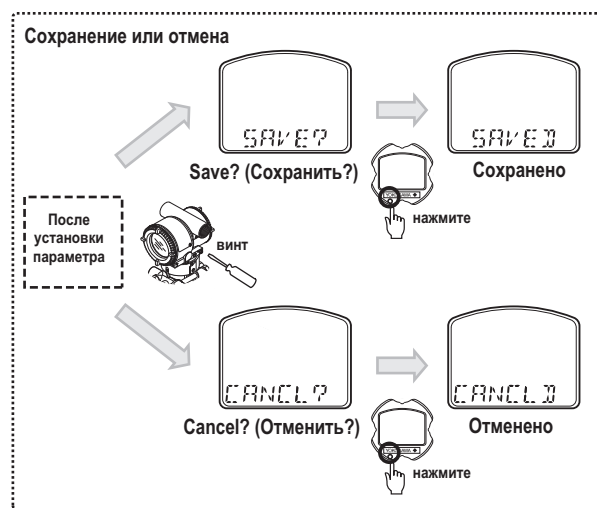 Сохранение или отмена
SAVE?
SAVED
Save? (Сохранить?)
Сохранено
нажмите
После
установки
параметра
винт
CANCL?
CANCLD
Cancel? (Отменить?)
Отменено
нажмите